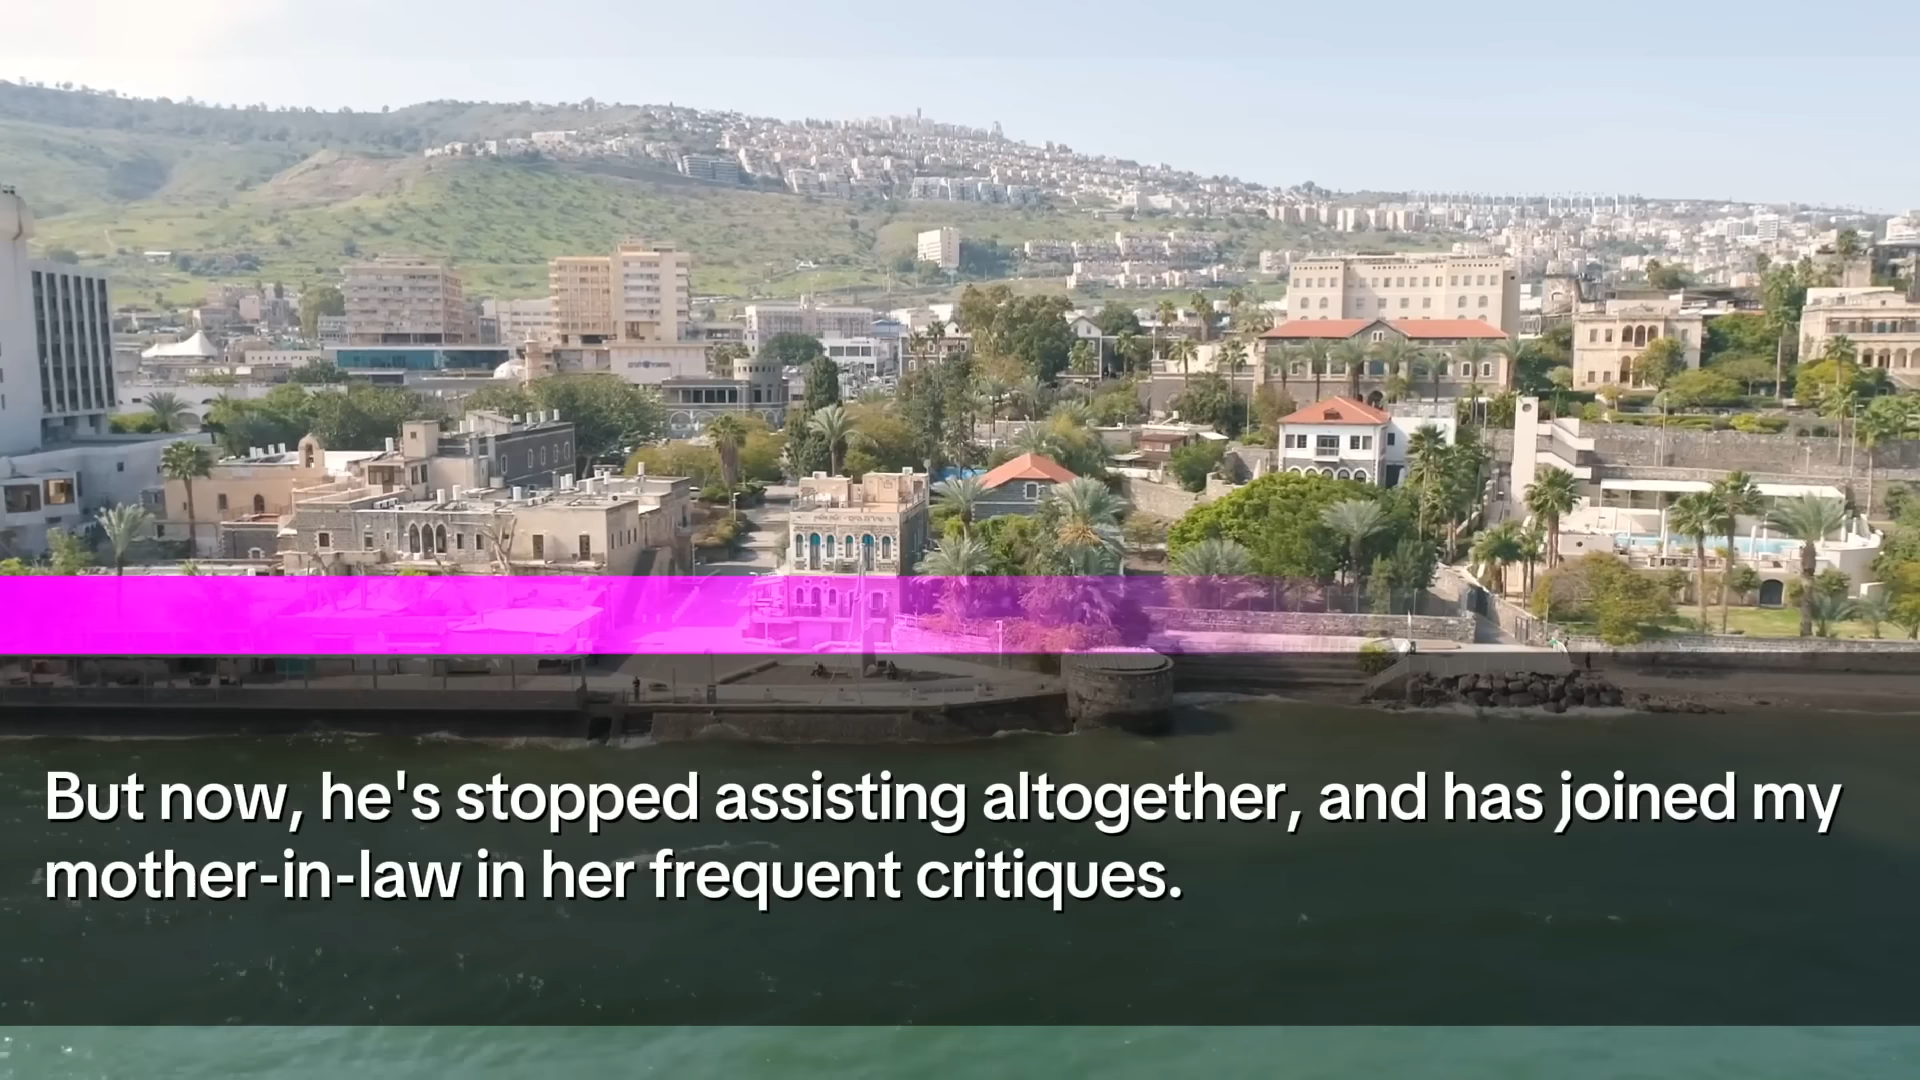 But now, he's stopped assisting altogether, and has joined my
mother-in-law in her frequent critiques.